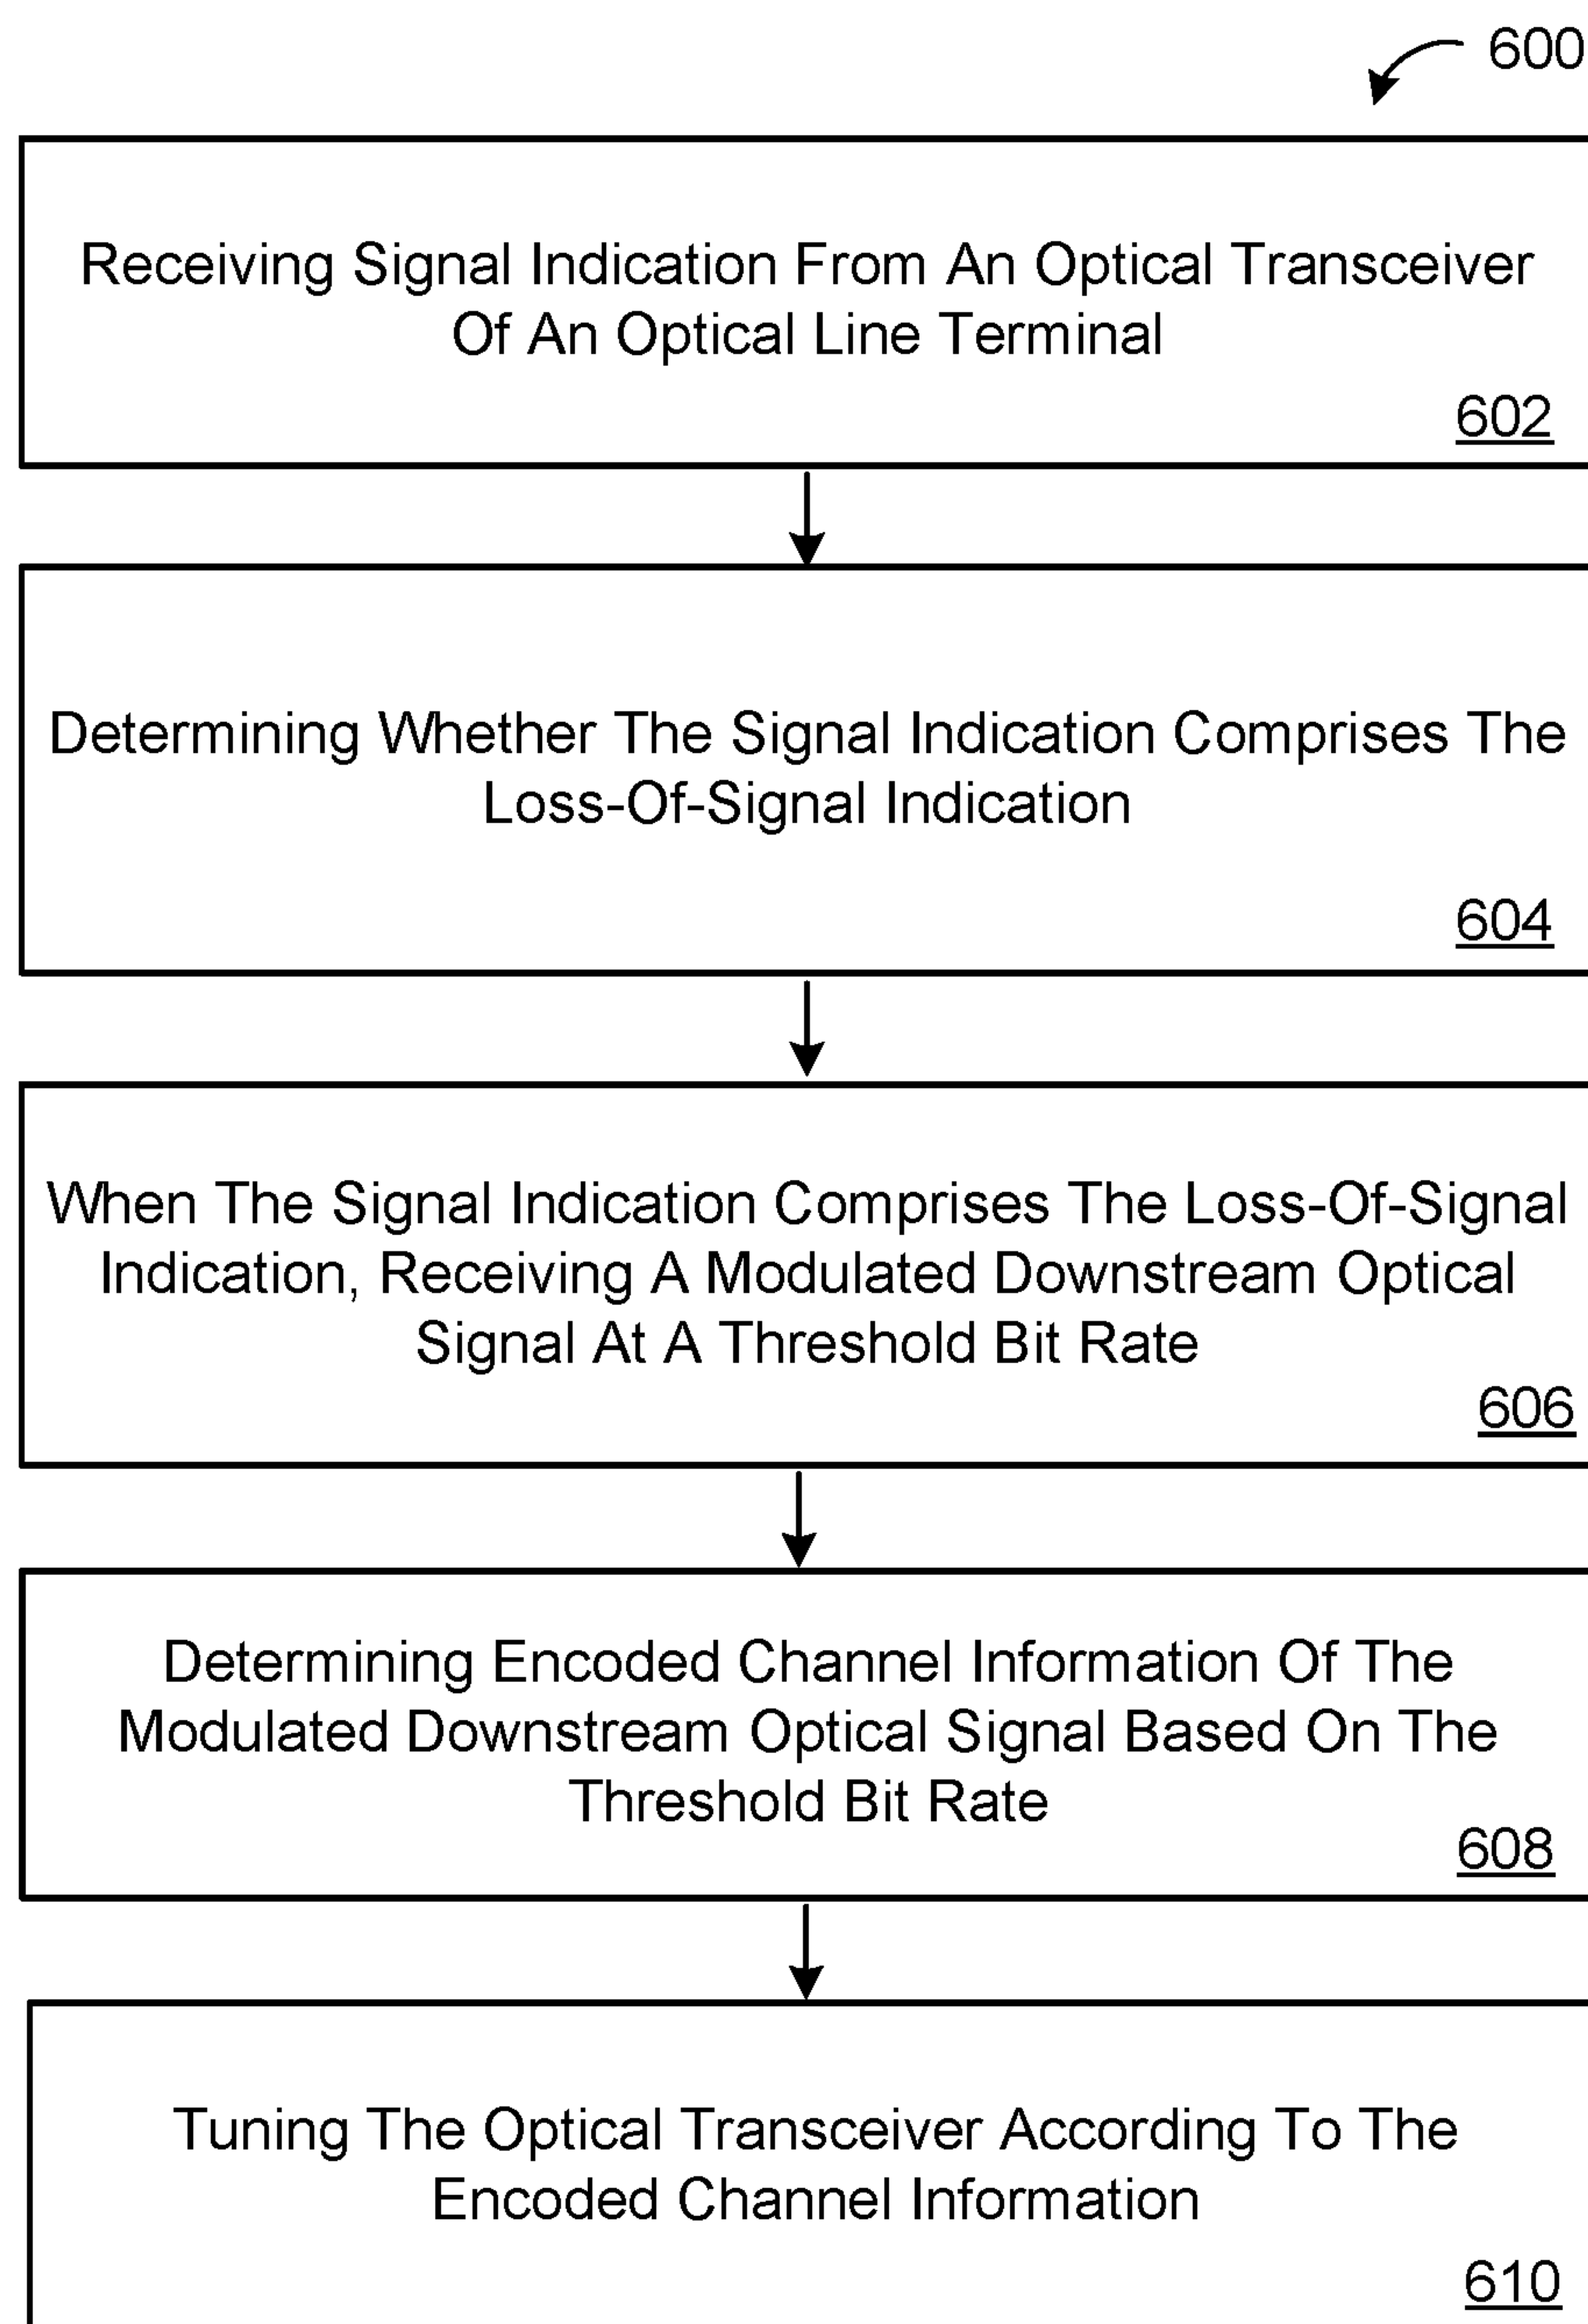 600
Receiving Signal Indication From An Optical Transceiver
Of An Optical Line Terminal
602
Determining Whether The Signal Indication Comprises The
Loss-Of-Signal Indication
604
When The Signal Indication Comprises The Loss-Of-Signal
Indication, Receiving A Modulated Downstream Optical
Signal At A Threshold Bit Rate
606
Determining Encoded Channel Information Of The
Modulated Downstream Optical Signal Based On The
Threshold Bit Rate
608
Tuning The Optical Transceiver According To The
Encoded Channel Information
610